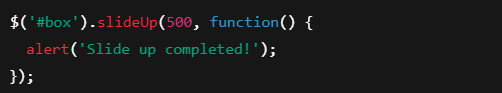 $('#box').slideUp(500, function() {
  alert('Slide up completed!');
});